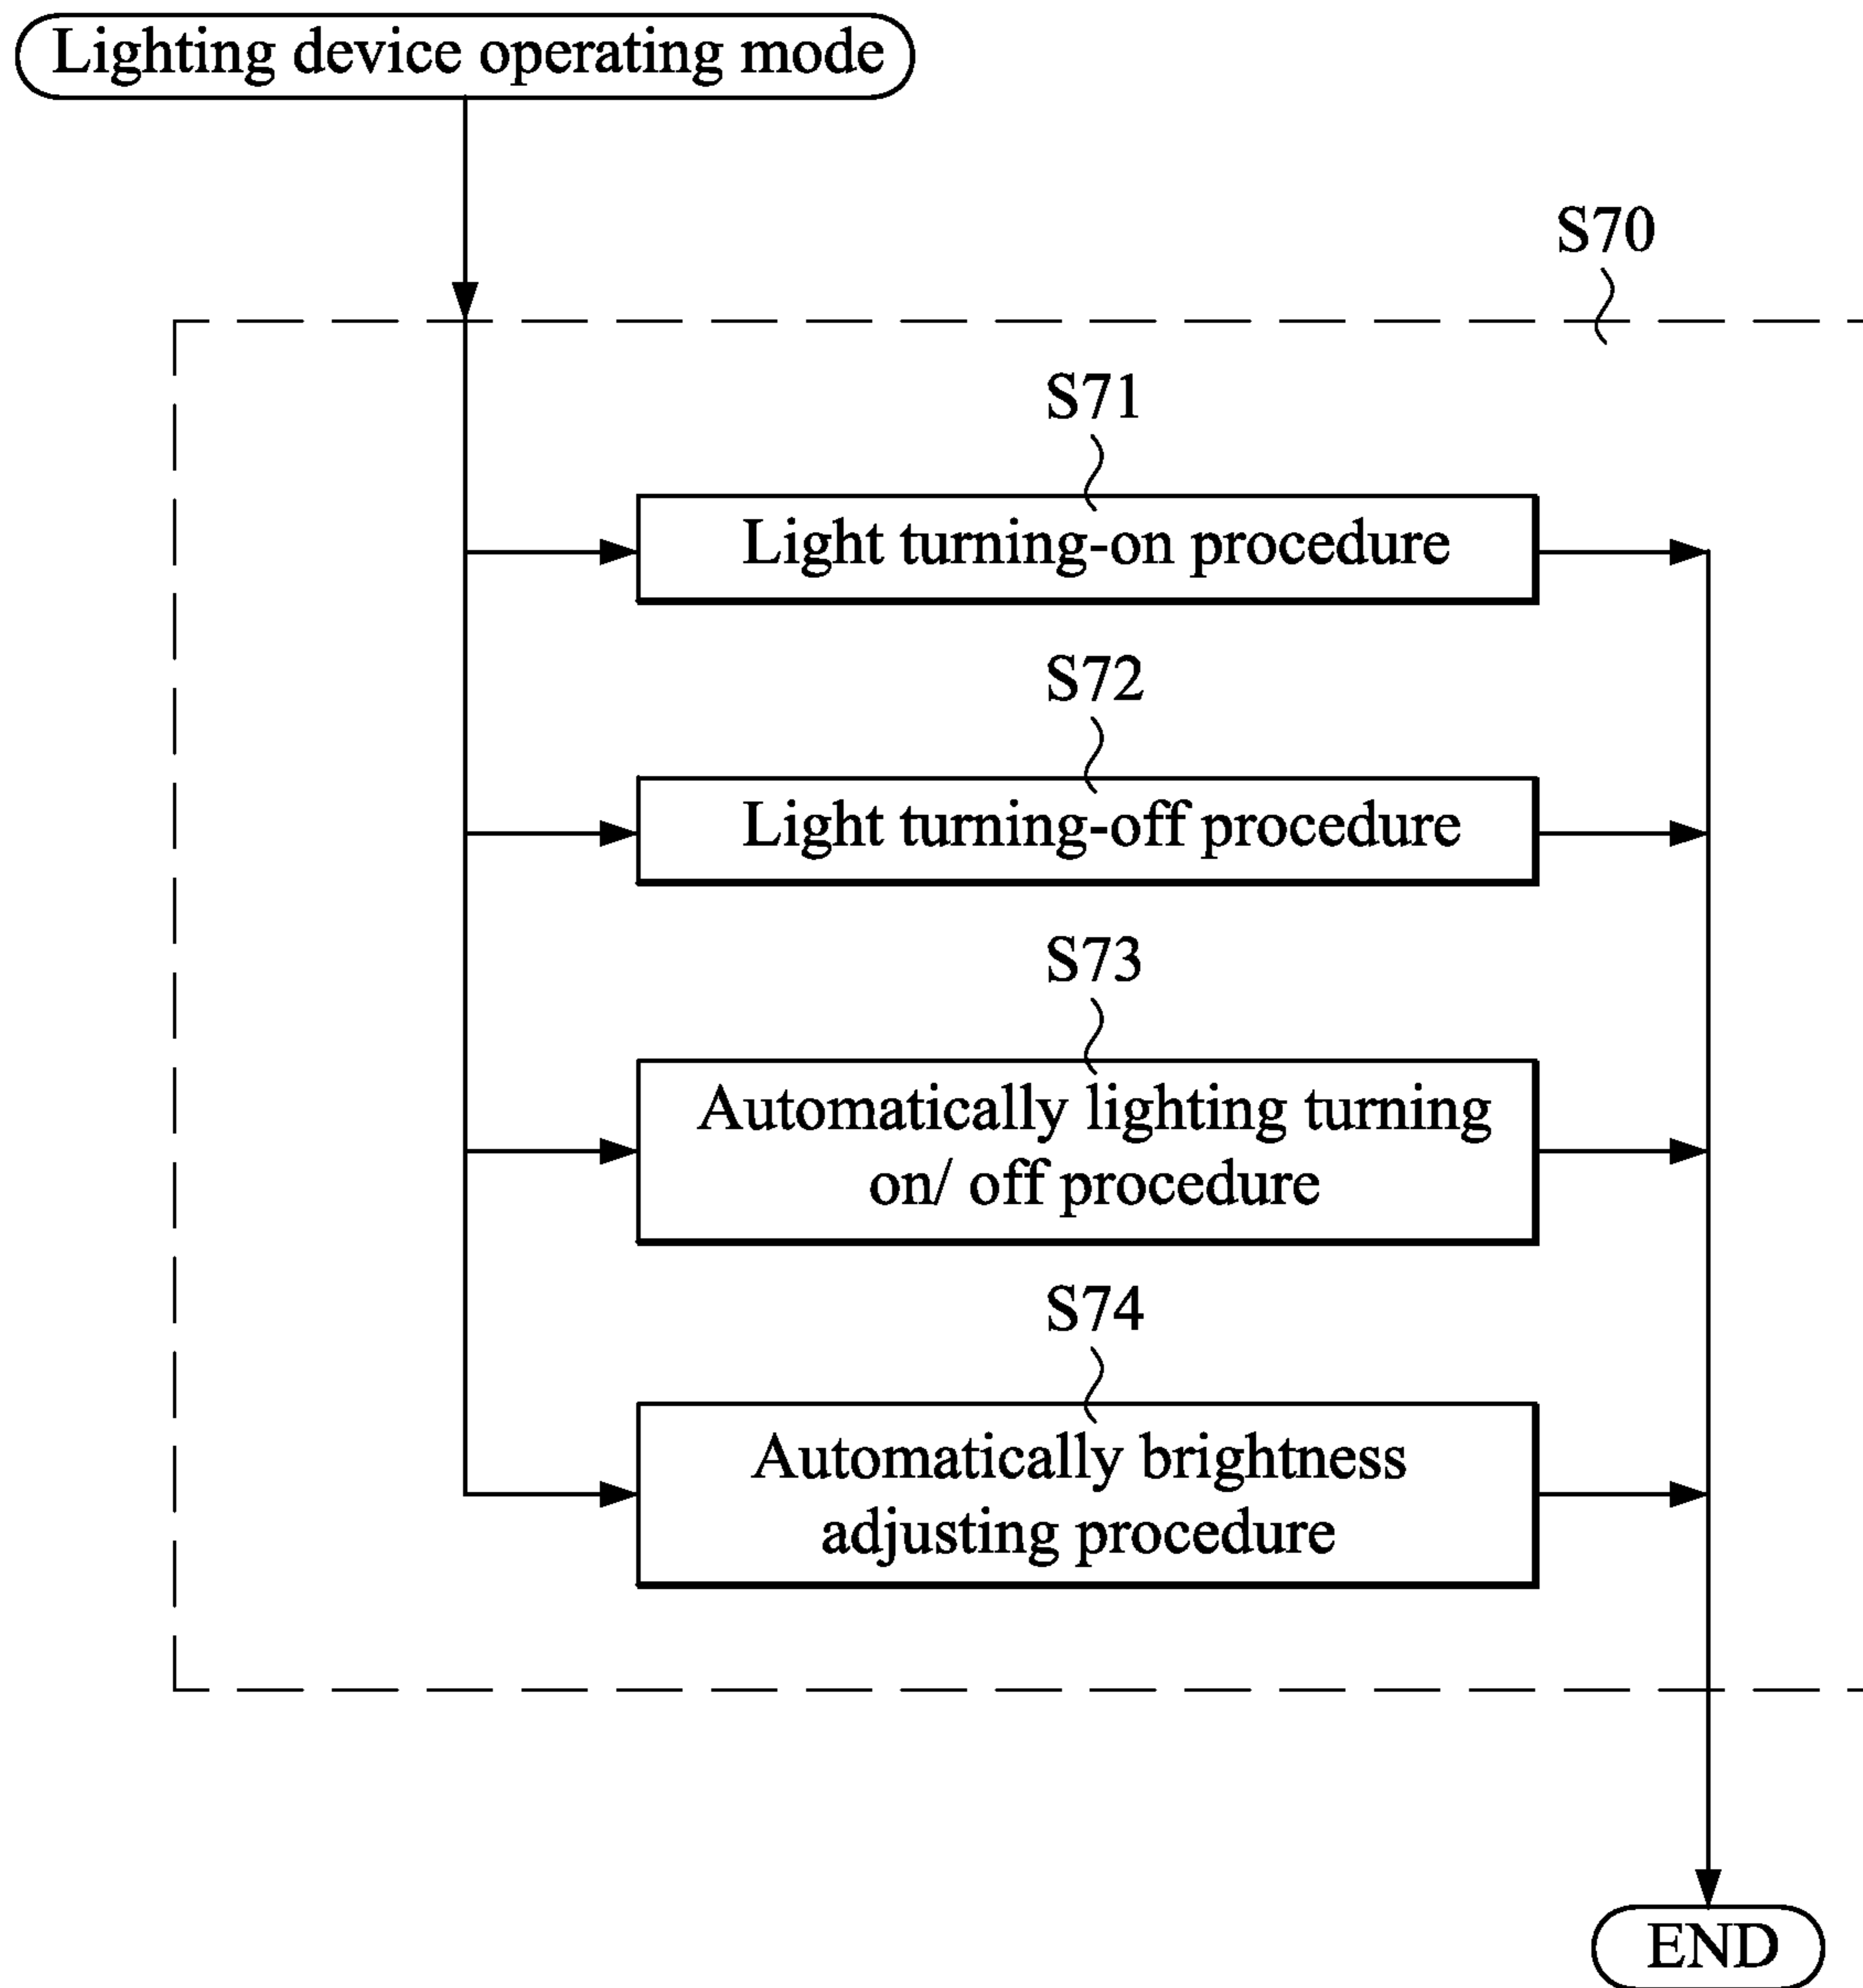 Lighting device operating mode
S70
S71
Light turning-on procedure
S72
Light turning-off procedure
S73
Automatically lighting turning
on/ off procedure
S74
Automatically brightness
adjusting procedure
END